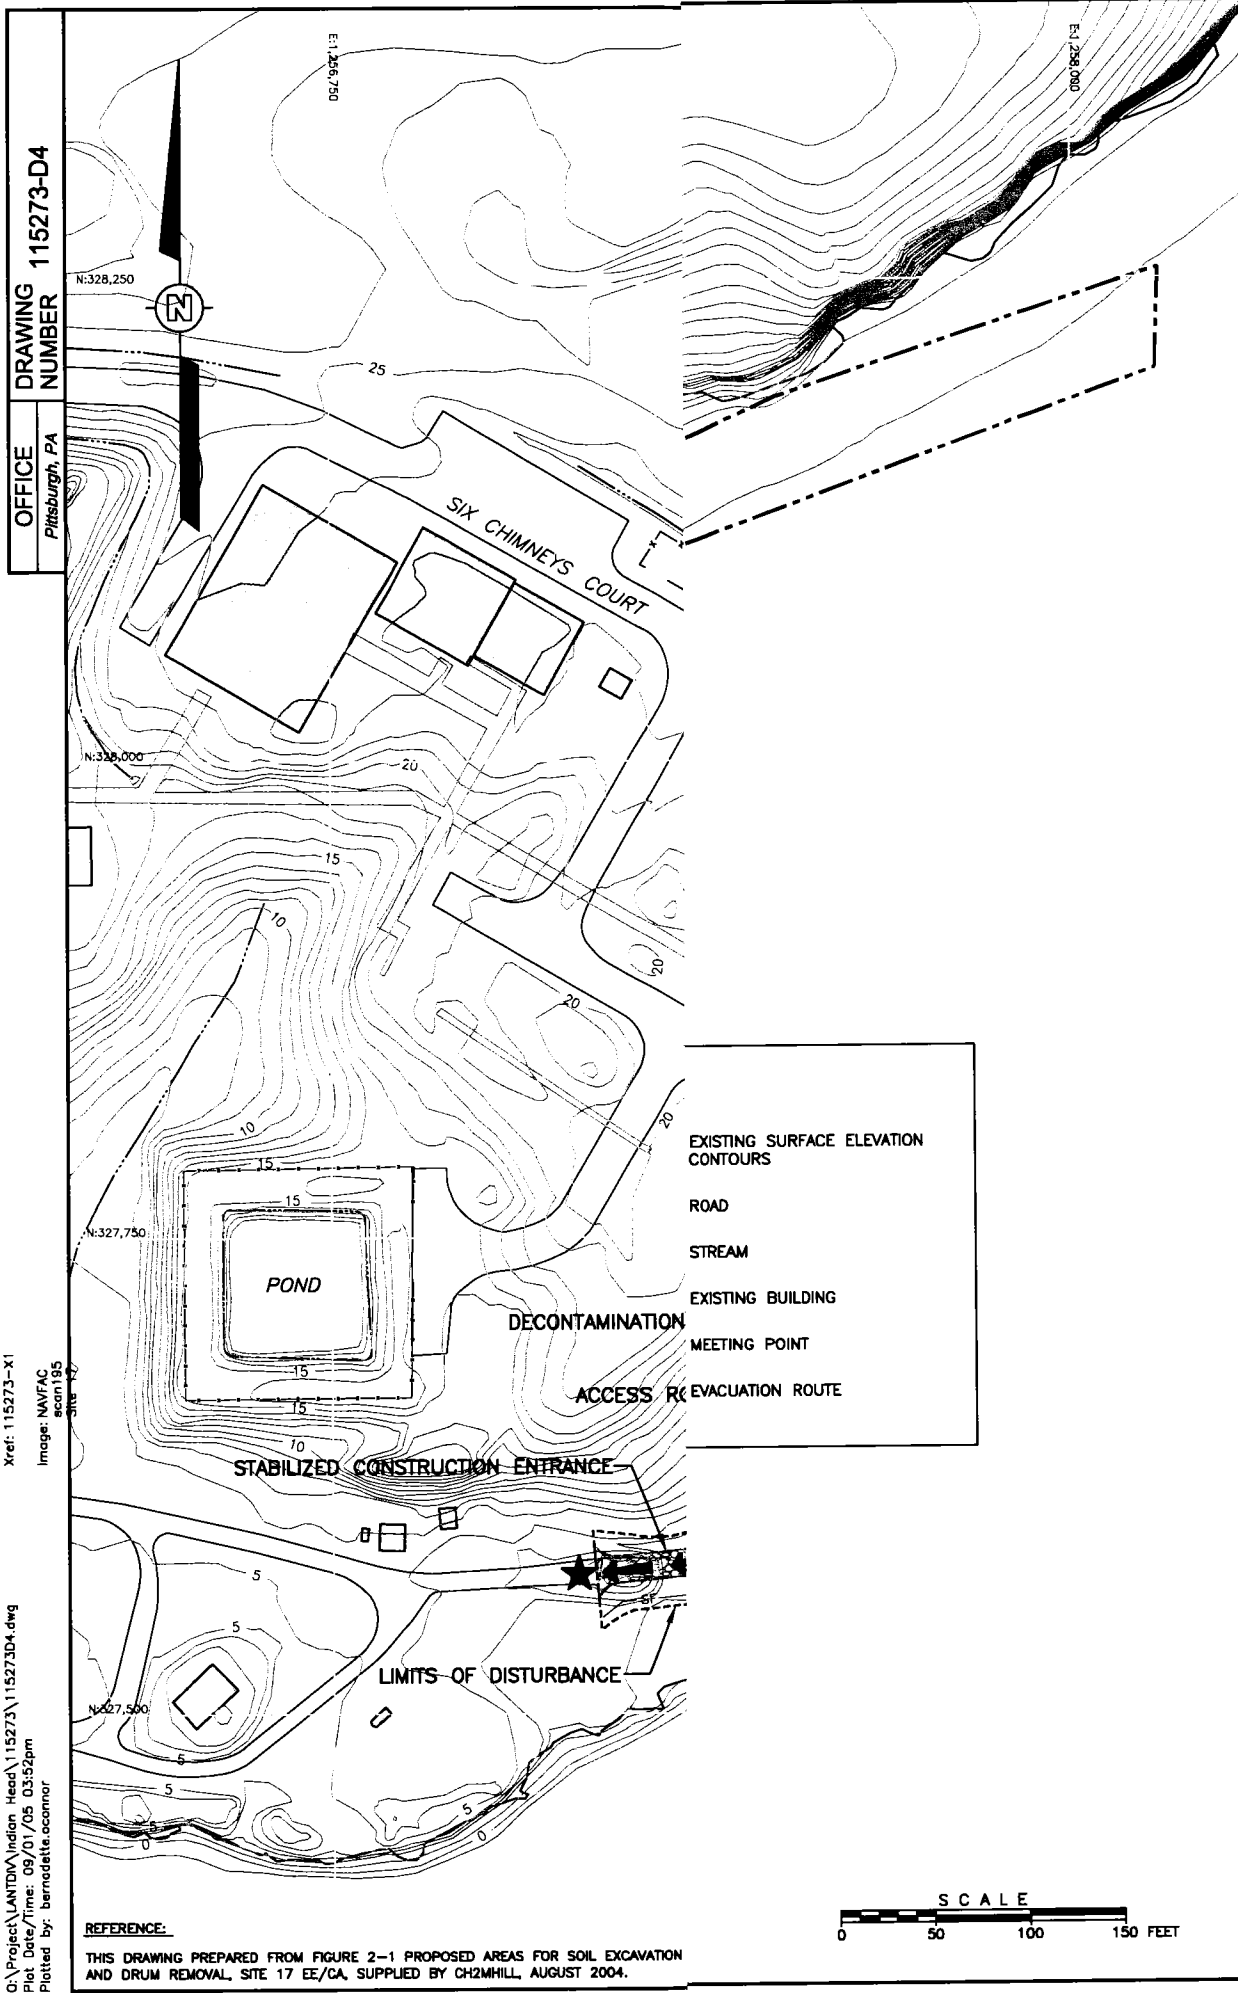 OFFICE
Pittsburgh, PA
DRAWING
NUMBER
115273-D4
E:1,256,750
E:1,258,000
N:328,250
N
25
SIX CHIMNEYS COURT
N:328,000
20
15
10
20
20
20
10
15
15
N:327,750
POND
15
15
10
DECONTAMINATION
ACCESS
STABILIZED CONSTRUCTION ENTRANCE
EXISTING SURFACE ELEVATION
CONTOURS
ROAD
STREAM
EXISTING BUILDING
MEETING POINT
EVACUATION ROUTE
SF
LIMITS OF DISTURBANCE
5
5
N:327,500
5
5
5
5
0
0
Xref: 115273-X1
Image: NAVFAC
scan195
G:\Project\LANTDIV\Indian Head\115273\115273D4.dwg
Plot Date/Time: 09/01/05 03:52pm
Plotted by: bernadette.oconnor
REFERENCE:
THIS DRAWING PREPARED FROM FIGURE 2-1 PROPOSED AREAS FOR SOIL EXCAVATION
AND DRUM REMOVAL, SITE 17 EE/CA, SUPPLIED BY CH2MHILL, AUGUST 2004.
SCALE
0 50 100 150 FEET